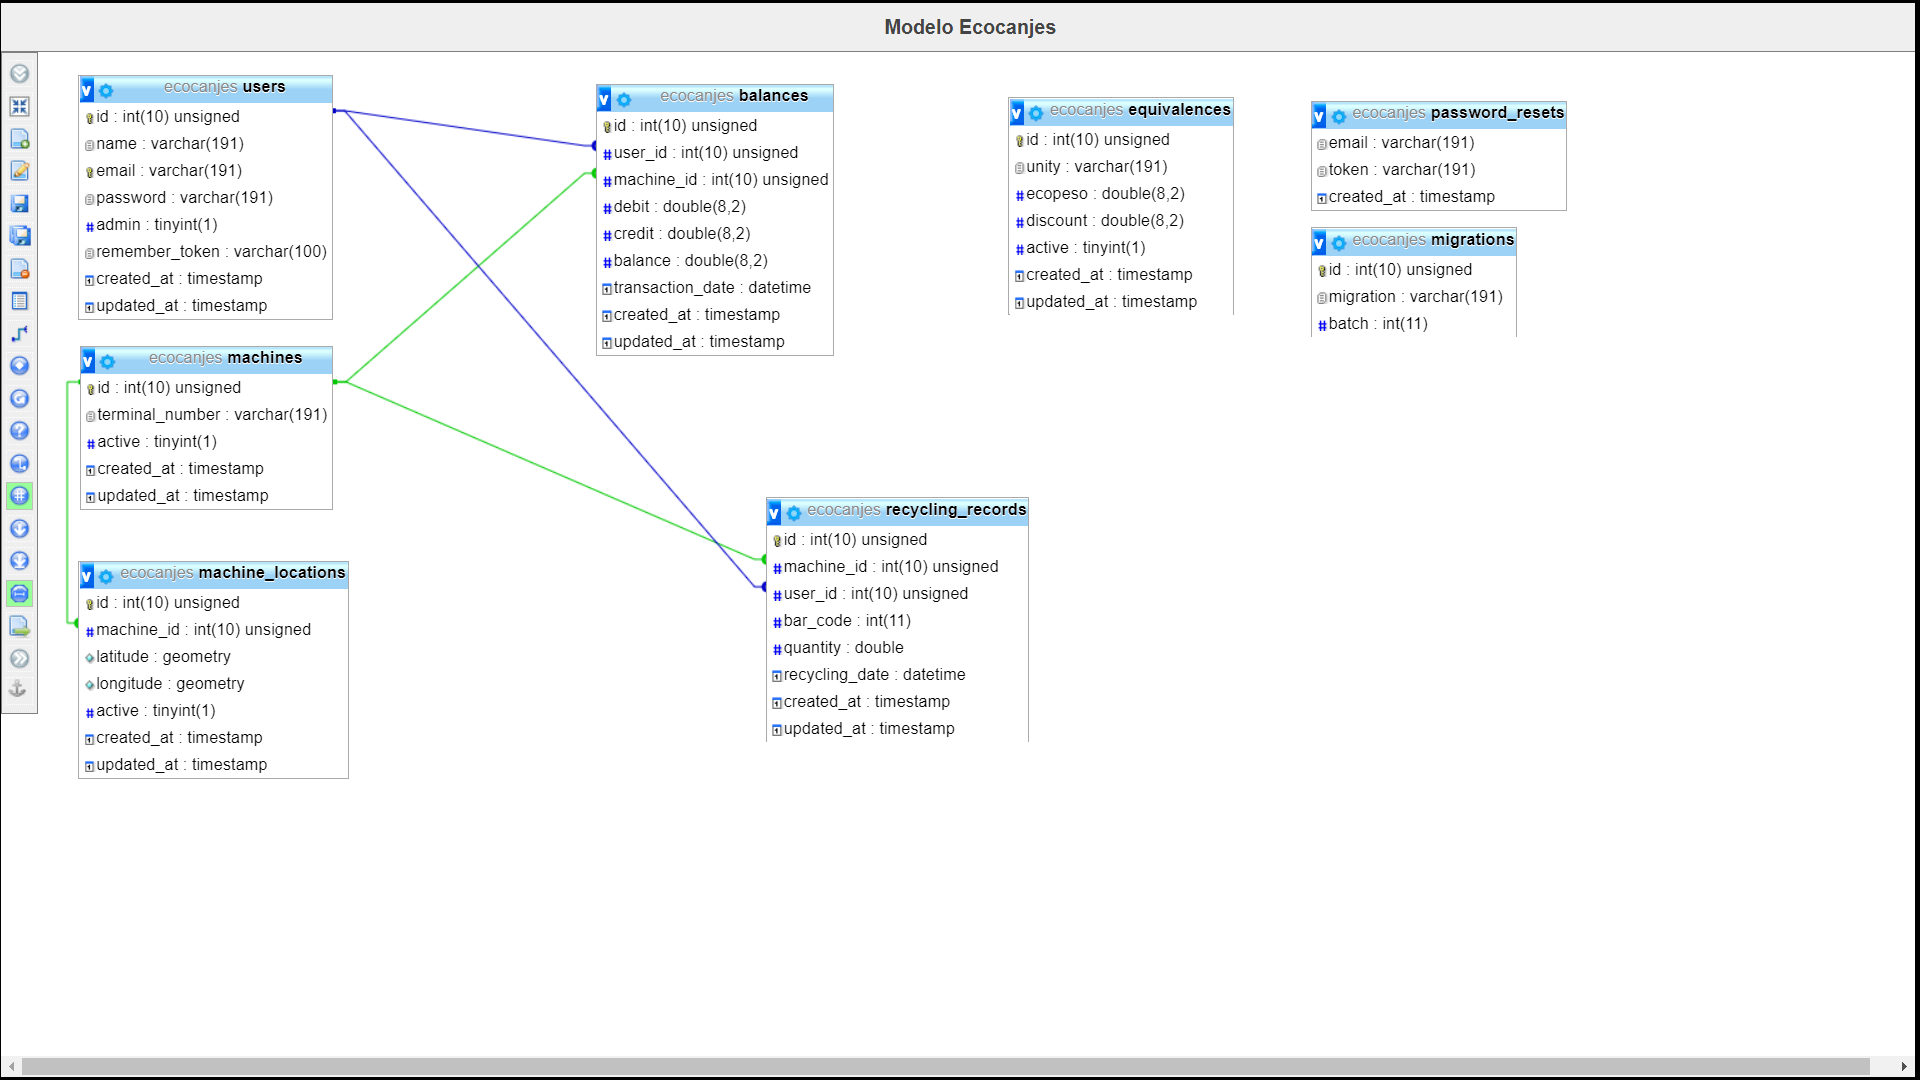 Modelo Ecocanjes
ecocanjes users
id : int(10) unsigned
name : varchar(191)
email : varchar(191)
password : varchar(191)
admin : tinyint(1)
remember_token : varchar(100)
created_at : timestamp
updated_at : timestamp
ecocanjes machines
id : int(10) unsigned
terminal_number : varchar(191)
active : tinyint(1)
created_at : timestamp
updated_at : timestamp
ecocanjes machine_locations
id : int(10) unsigned
machine_id : int(10) unsigned
latitude : geometry
longitude : geometry
active : tinyint(1)
created_at : timestamp
updated_at : timestamp
ecocanjes balances
id : int(10) unsigned
user_id : int(10) unsigned
machine_id : int(10) unsigned
debit : double(8,2)
credit : double(8,2)
balance : double(8,2)
transaction_date : datetime
created_at : timestamp
updated_at : timestamp
ecocanjes recycling_records
id : int(10) unsigned
machine_id : int(10) unsigned
user_id : int(10) unsigned
bar_code : int(11)
quantity : double
recycling_date : datetime
created_at : timestamp
updated_at : timestamp
ecocanjes equivalences
id : int(10) unsigned
unity : varchar(191)
ecopeso : double(8,2)
discount : double(8,2)
active : tinyint(1)
created_at : timestamp
updated_at : timestamp
ecocanjes password_resets
email : varchar(191)
token : varchar(191)
created_at : timestamp
ecocanjes migrations
id : int(10) unsigned
migration : varchar(191)
batch : int(11)